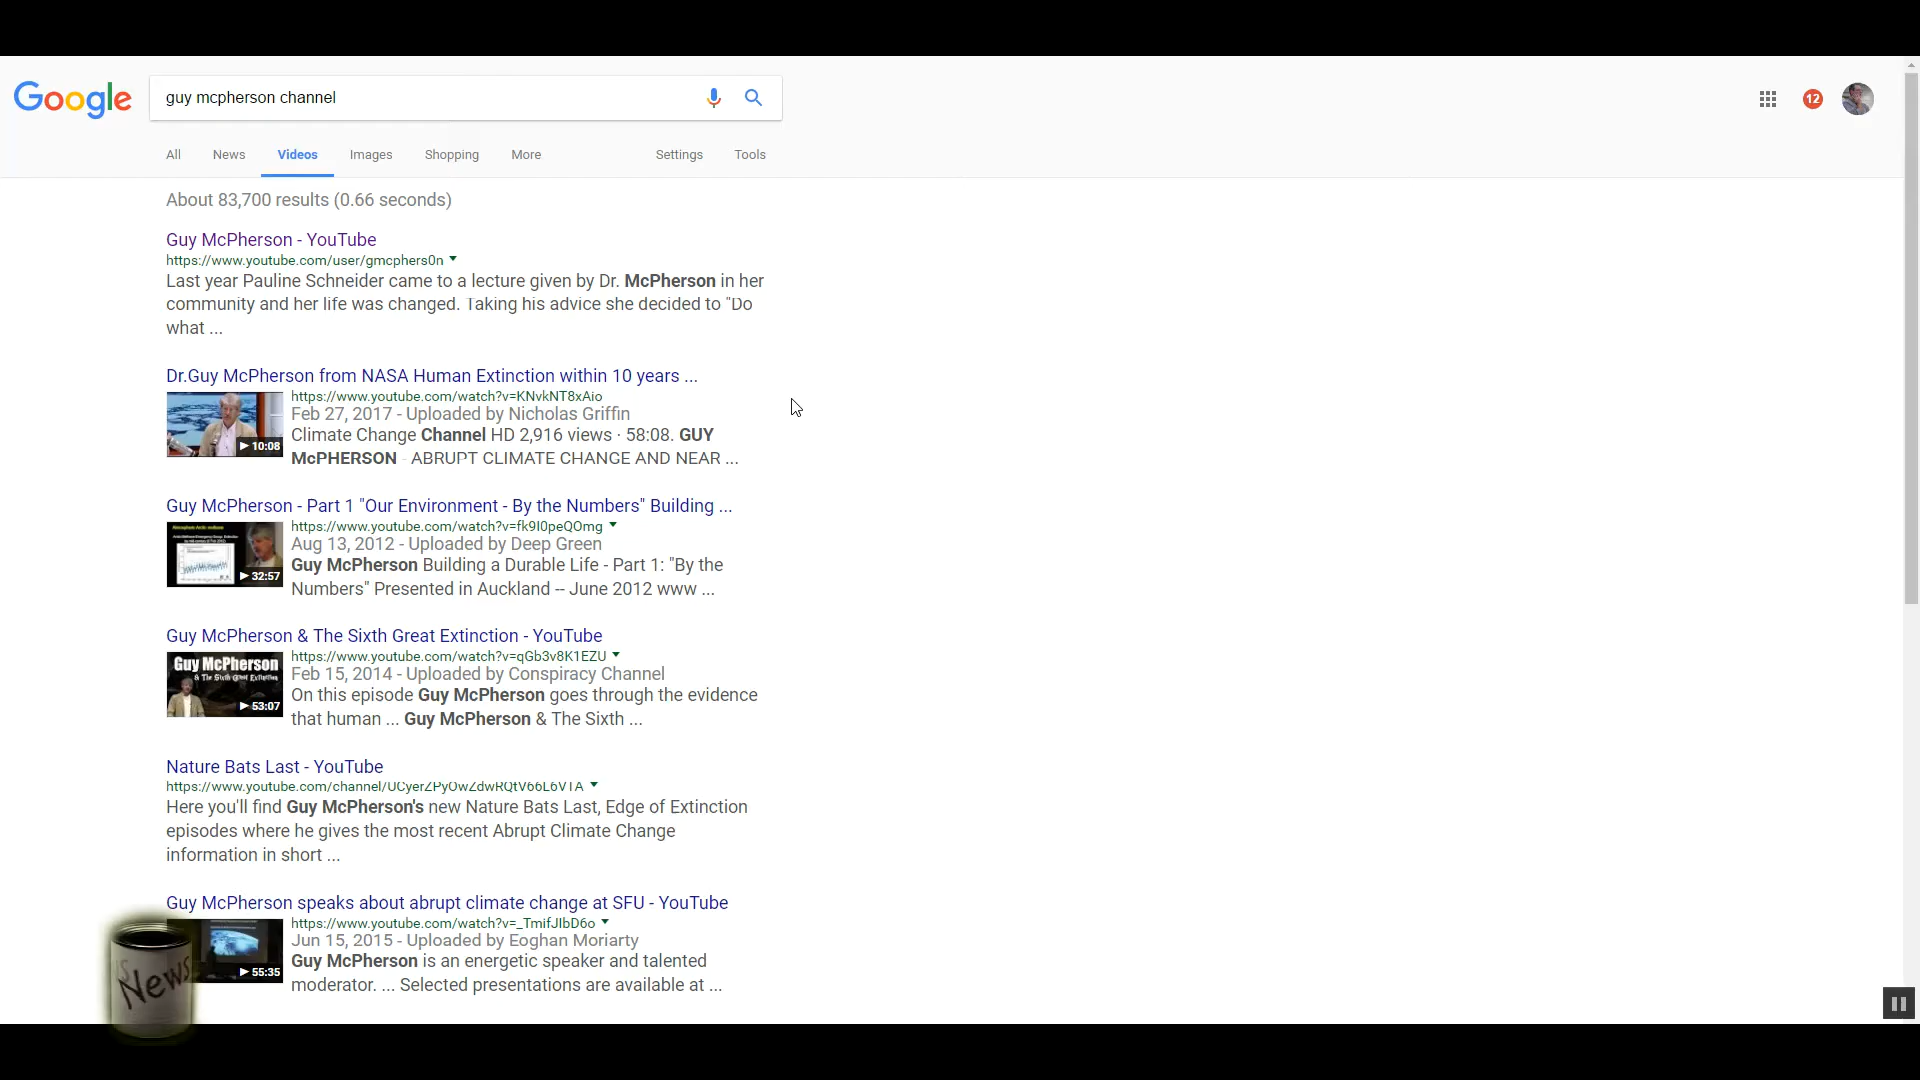 Google
guy mcpherson channel
12
All News Videos Images Shopping More Settings Tools
About 83,700 results (0.66 seconds)
Guy McPherson - YouTube
https://www.youtube.com/user/gmcphers0n
Last year Pauline Schneider came to a lecture given by Dr. McPherson in her
community and her life was changed. Taking his advice she decided to "Do
what ...
Dr.Guy McPherson from NASA Human Extinction within 10 years ...
https://www.youtube.com/watch?v=KNvkNT8xAio
Feb 27, 2017 - Uploaded by Nicholas Griffin
Climate Change Channel HD 2,916 views · 58:08. GUY
McPHERSON - ABRUPT CLIMATE CHANGE AND NEAR ...
10:08
Guy McPherson - Part 1 "Our Environment - By the Numbers" Building ...
https://www.youtube.com/watch?v=fk9I0peQOmg
Aug 13, 2012 - Uploaded by Deep Green
Guy McPherson Building a Durable Life - Part 1: "By the
Numbers" Presented in Auckland -- June 2012 www ...
32:57
Guy McPherson & The Sixth Great Extinction - YouTube
https://www.youtube.com/watch?v=qGb3v8K1EZU
Feb 15, 2014 - Uploaded by Conspiracy Channel
On this episode Guy McPherson goes through the evidence
that human ... Guy McPherson & The Sixth ...
Guy McPherson
& The Sixth Great Extinction
53:07
Nature Bats Last - YouTube
https://www.youtube.com/channel/UCyerZPyOwZdwRQtV66L6VTA
Here you'll find Guy McPherson's new Nature Bats Last, Edge of Extinction
episodes where he gives the most recent Abrupt Climate Change
information in short ...
Guy McPherson speaks about abrupt climate change at SFU - YouTube
https://www.youtube.com/watch?v=_TmifJIbD6o
Jun 15, 2015 - Uploaded by Eoghan Moriarty
Guy McPherson is an energetic speaker and talented
moderator. ... Selected presentations are available at ...
55:35
News